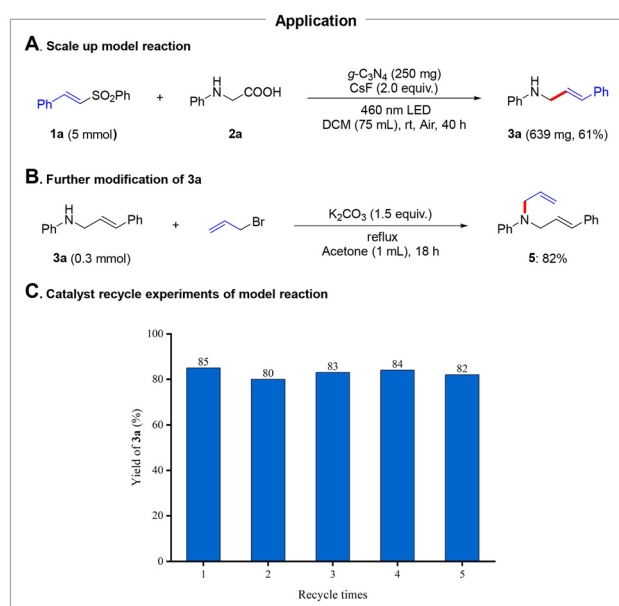 Application
A. Scale up model reaction
Ph
SO₂Ph
1a (5 mmol)
+
H
N
Ph
COOH
2a
g-C₃N₄ (250 mg)
CsF (2.0 equiv.)
460 nm LED
DCM (75 mL), rt, Air, 40 h
H
N
Ph
Ph
3a (639 mg, 61%)
B. Further modification of 3a
H
N
Ph
Ph
3a (0.3 mmol)
+
Br
K₂CO₃ (1.5 equiv.)
reflux
Acetone (1 mL), 18 h
N
Ph
Ph
5: 82%
C. Catalyst recycle experiments of model reaction
Yield of 3a (%)
100
80
60
40
20
0
85
80
83
84
82
1
2
3
4
5
Recycle times